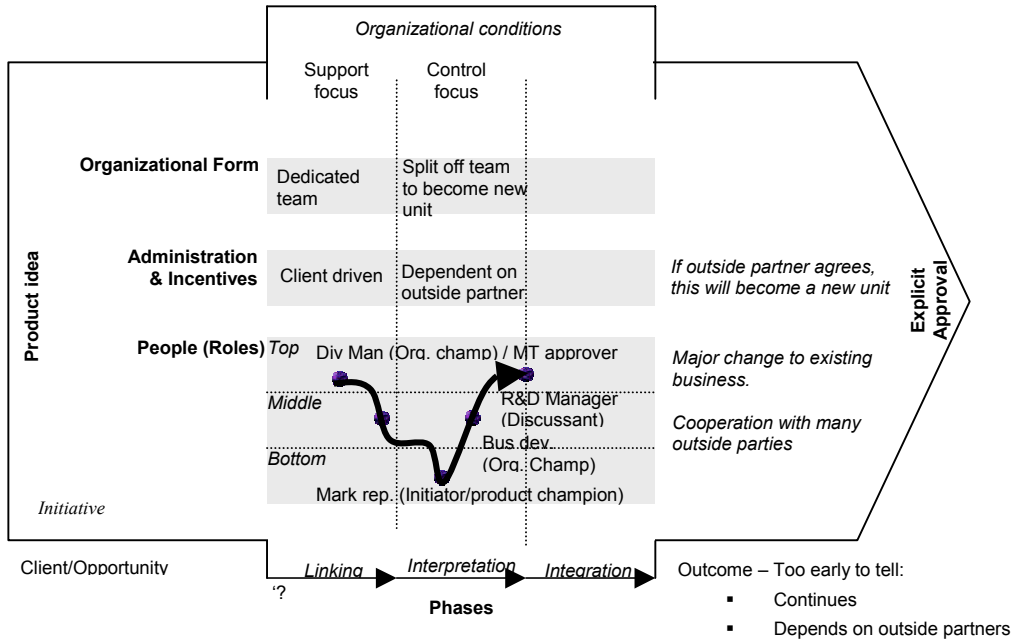 Organizational conditions
Support
focus
Control
focus
Organizational Form
Dedicated
team
Split off team
to become new
unit
Administration
& Incentives
Client driven
Dependent on
outside partner
If outside partner agrees,
this will become a new unit
Product idea
Explicit
Approval
People (Roles)
Top
Div Man (Org. champ) / MT approver
Major change to existing
business.
Middle
R&D Manager
(Discussant)
Cooperation with many
outside parties
Bus dev.
(Org. Champ)
Bottom
Mark rep. (Initiator/product champion)
Initiative
Client/Opportunity
Linking
Interpretation
Integration
‘?
Phases
Outcome – Too early to tell:
▪ Continues
▪ Depends on outside partners